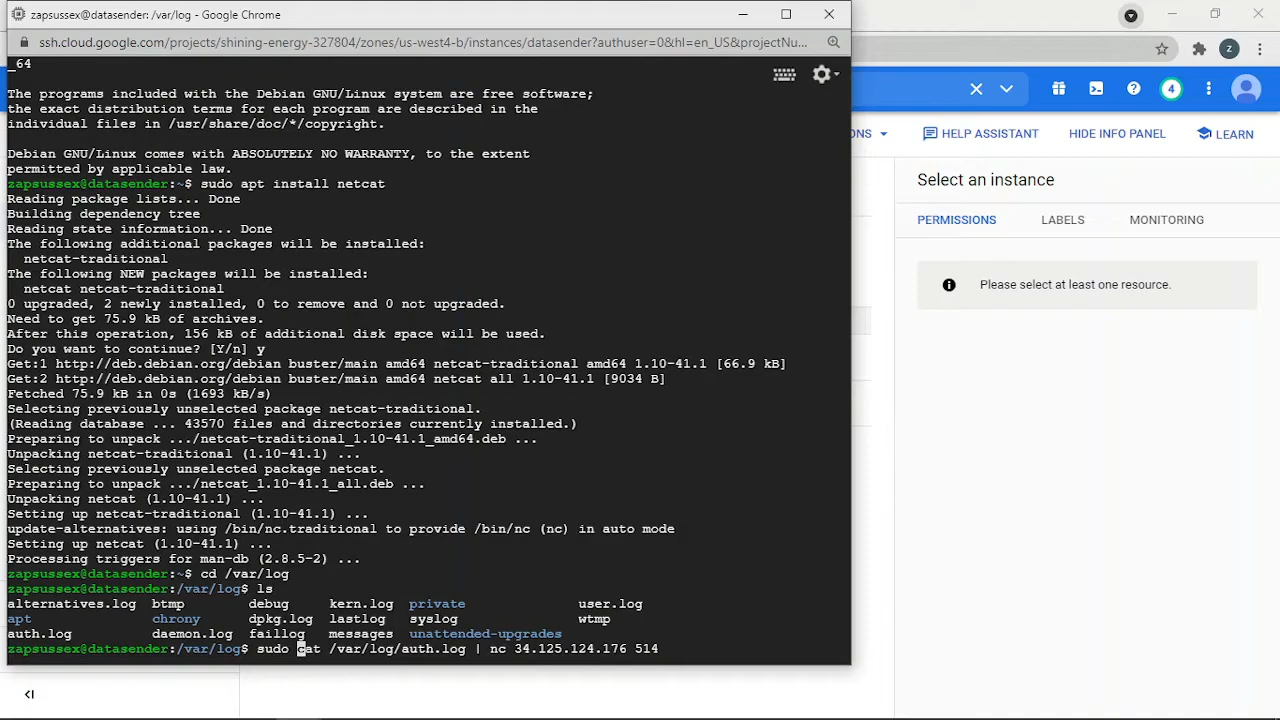 zapsussex@datasender: /var/log - Google Chrome
ssh.cloud.google.com/projects/shining-energy-327804/zones/us-west4-b/instances/datasender?authuser=0&hl=en_US&projectNu...
_64
The programs included with the Debian GNU/Linux system are free software;
the exact distribution terms for each program are described in the
individual files in /usr/share/doc/*/copyright.
Debian GNU/Linux comes with ABSOLUTELY NO WARRANTY, to the extent
permitted by applicable law.
zapsussex@datasender:~$ sudo apt install netcat
Reading package lists... Done
Building dependency tree
Reading state information... Done
The following additional packages will be installed:
  netcat-traditional
The following NEW packages will be installed:
  netcat netcat-traditional
0 upgraded, 2 newly installed, 0 to remove and 0 not upgraded.
Need to get 75.9 kB of archives.
After this operation, 156 kB of additional disk space will be used.
Do you want to continue? [Y/n] y
Get:1 http://deb.debian.org/debian buster/main amd64 netcat-traditional amd64 1.10-41.1 [66.9 kB]
Get:2 http://deb.debian.org/debian buster/main amd64 netcat all 1.10-41.1 [9034 B]
Fetched 75.9 kB in 0s (1693 kB/s)
Selecting previously unselected package netcat-traditional.
(Reading database ... 43570 files and directories currently installed.)
Preparing to unpack .../netcat-traditional_1.10-41.1_amd64.deb ...
Unpacking netcat-traditional (1.10-41.1) ...
Selecting previously unselected package netcat.
Preparing to unpack .../netcat_1.10-41.1_all.deb ...
Unpacking netcat (1.10-41.1) ...
Setting up netcat-traditional (1.10-41.1) ...
update-alternatives: using /bin/nc.traditional to provide /bin/nc (nc) in auto mode
Setting up netcat (1.10-41.1) ...
Processing triggers for man-db (2.8.5-2) ...
zapsussex@datasender:~$ cd /var/log
zapsussex@datasender:/var/log$ ls
alternatives.log  btmp        debug     kern.log  private              user.log
apt               chrony      dpkg.log  lastlog   syslog               wtmp
auth.log          daemon.log  faillog   messages  unattended-upgrades
zapsussex@datasender:/var/log$ sudo cat /var/log/auth.log | nc 34.125.124.176 514
Z
4
ONS
HELP ASSISTANT
HIDE INFO PANEL
LEARN
Select an instance
PERMISSIONS
LABELS
MONITORING
Please select at least one resource.